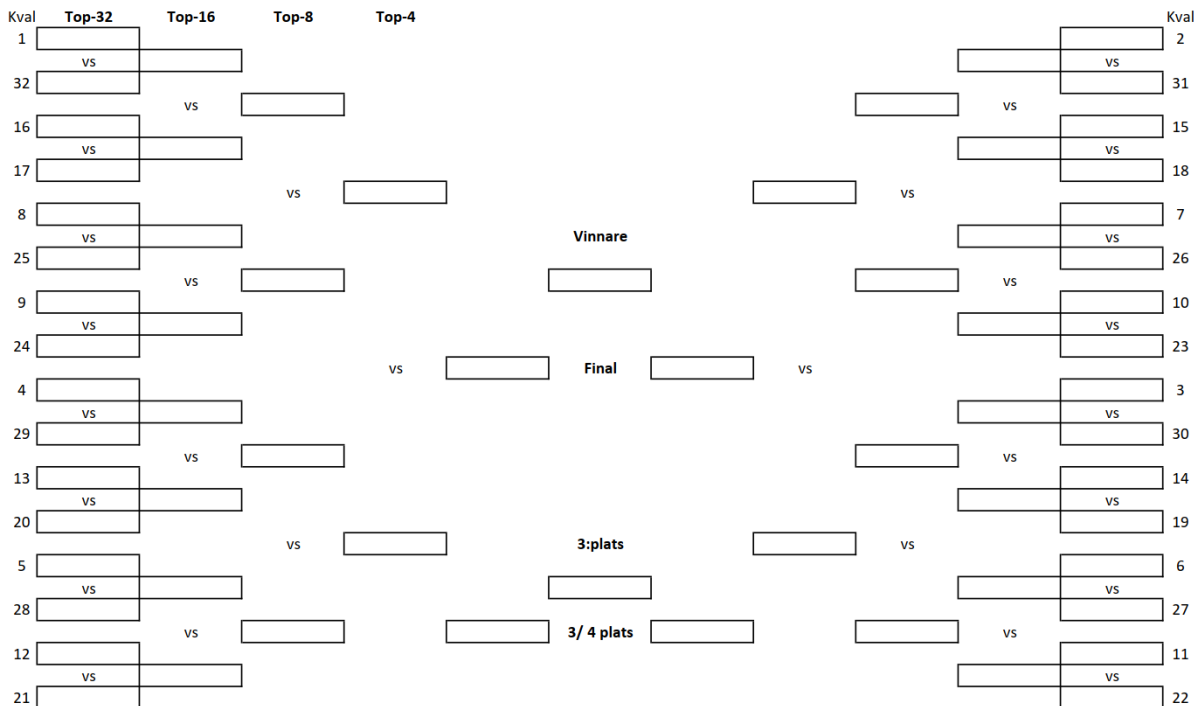 Kval Top-32 Top-16 Top-8 Top-4 Kval
1 2
vs vs
32 31
vs vs
16 15
vs vs
17 18
vs vs
8 7
vs Vinnare vs
25 26
vs vs
9 10
vs vs
24 23
vs Final vs
4 3
vs vs
29 30
vs vs
13 14
vs vs
20 19
vs 3:plats vs
5 6
vs vs
28 27
vs 3/ 4 plats vs
12 11
vs vs
21 22